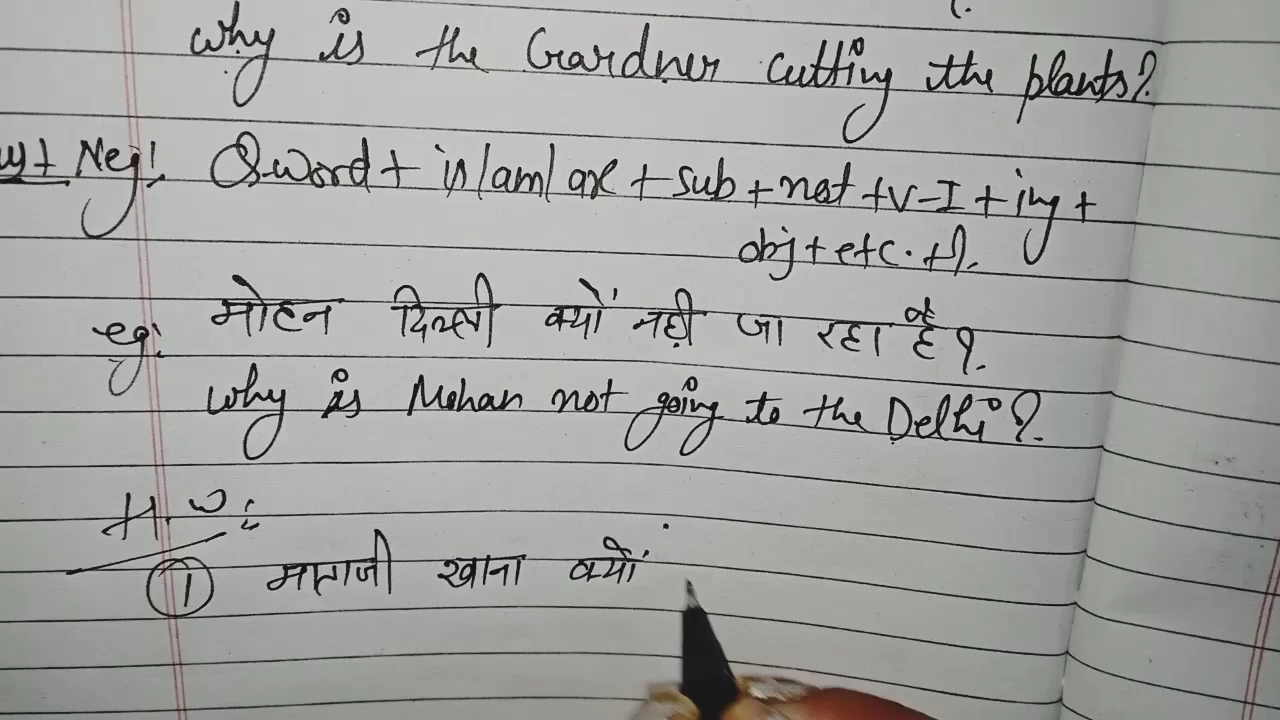 Why is the Gardner cutting the plants?
+ Neg: Q.word + is/am/are + sub + not + V-I + ing +
obj + etc. + ?.
eg: मोहन दिल्ली क्यों नही जा रहा है?.
Why is Mohan not going to the Delhi?.
H.W:
① माताजी खाना क्यों